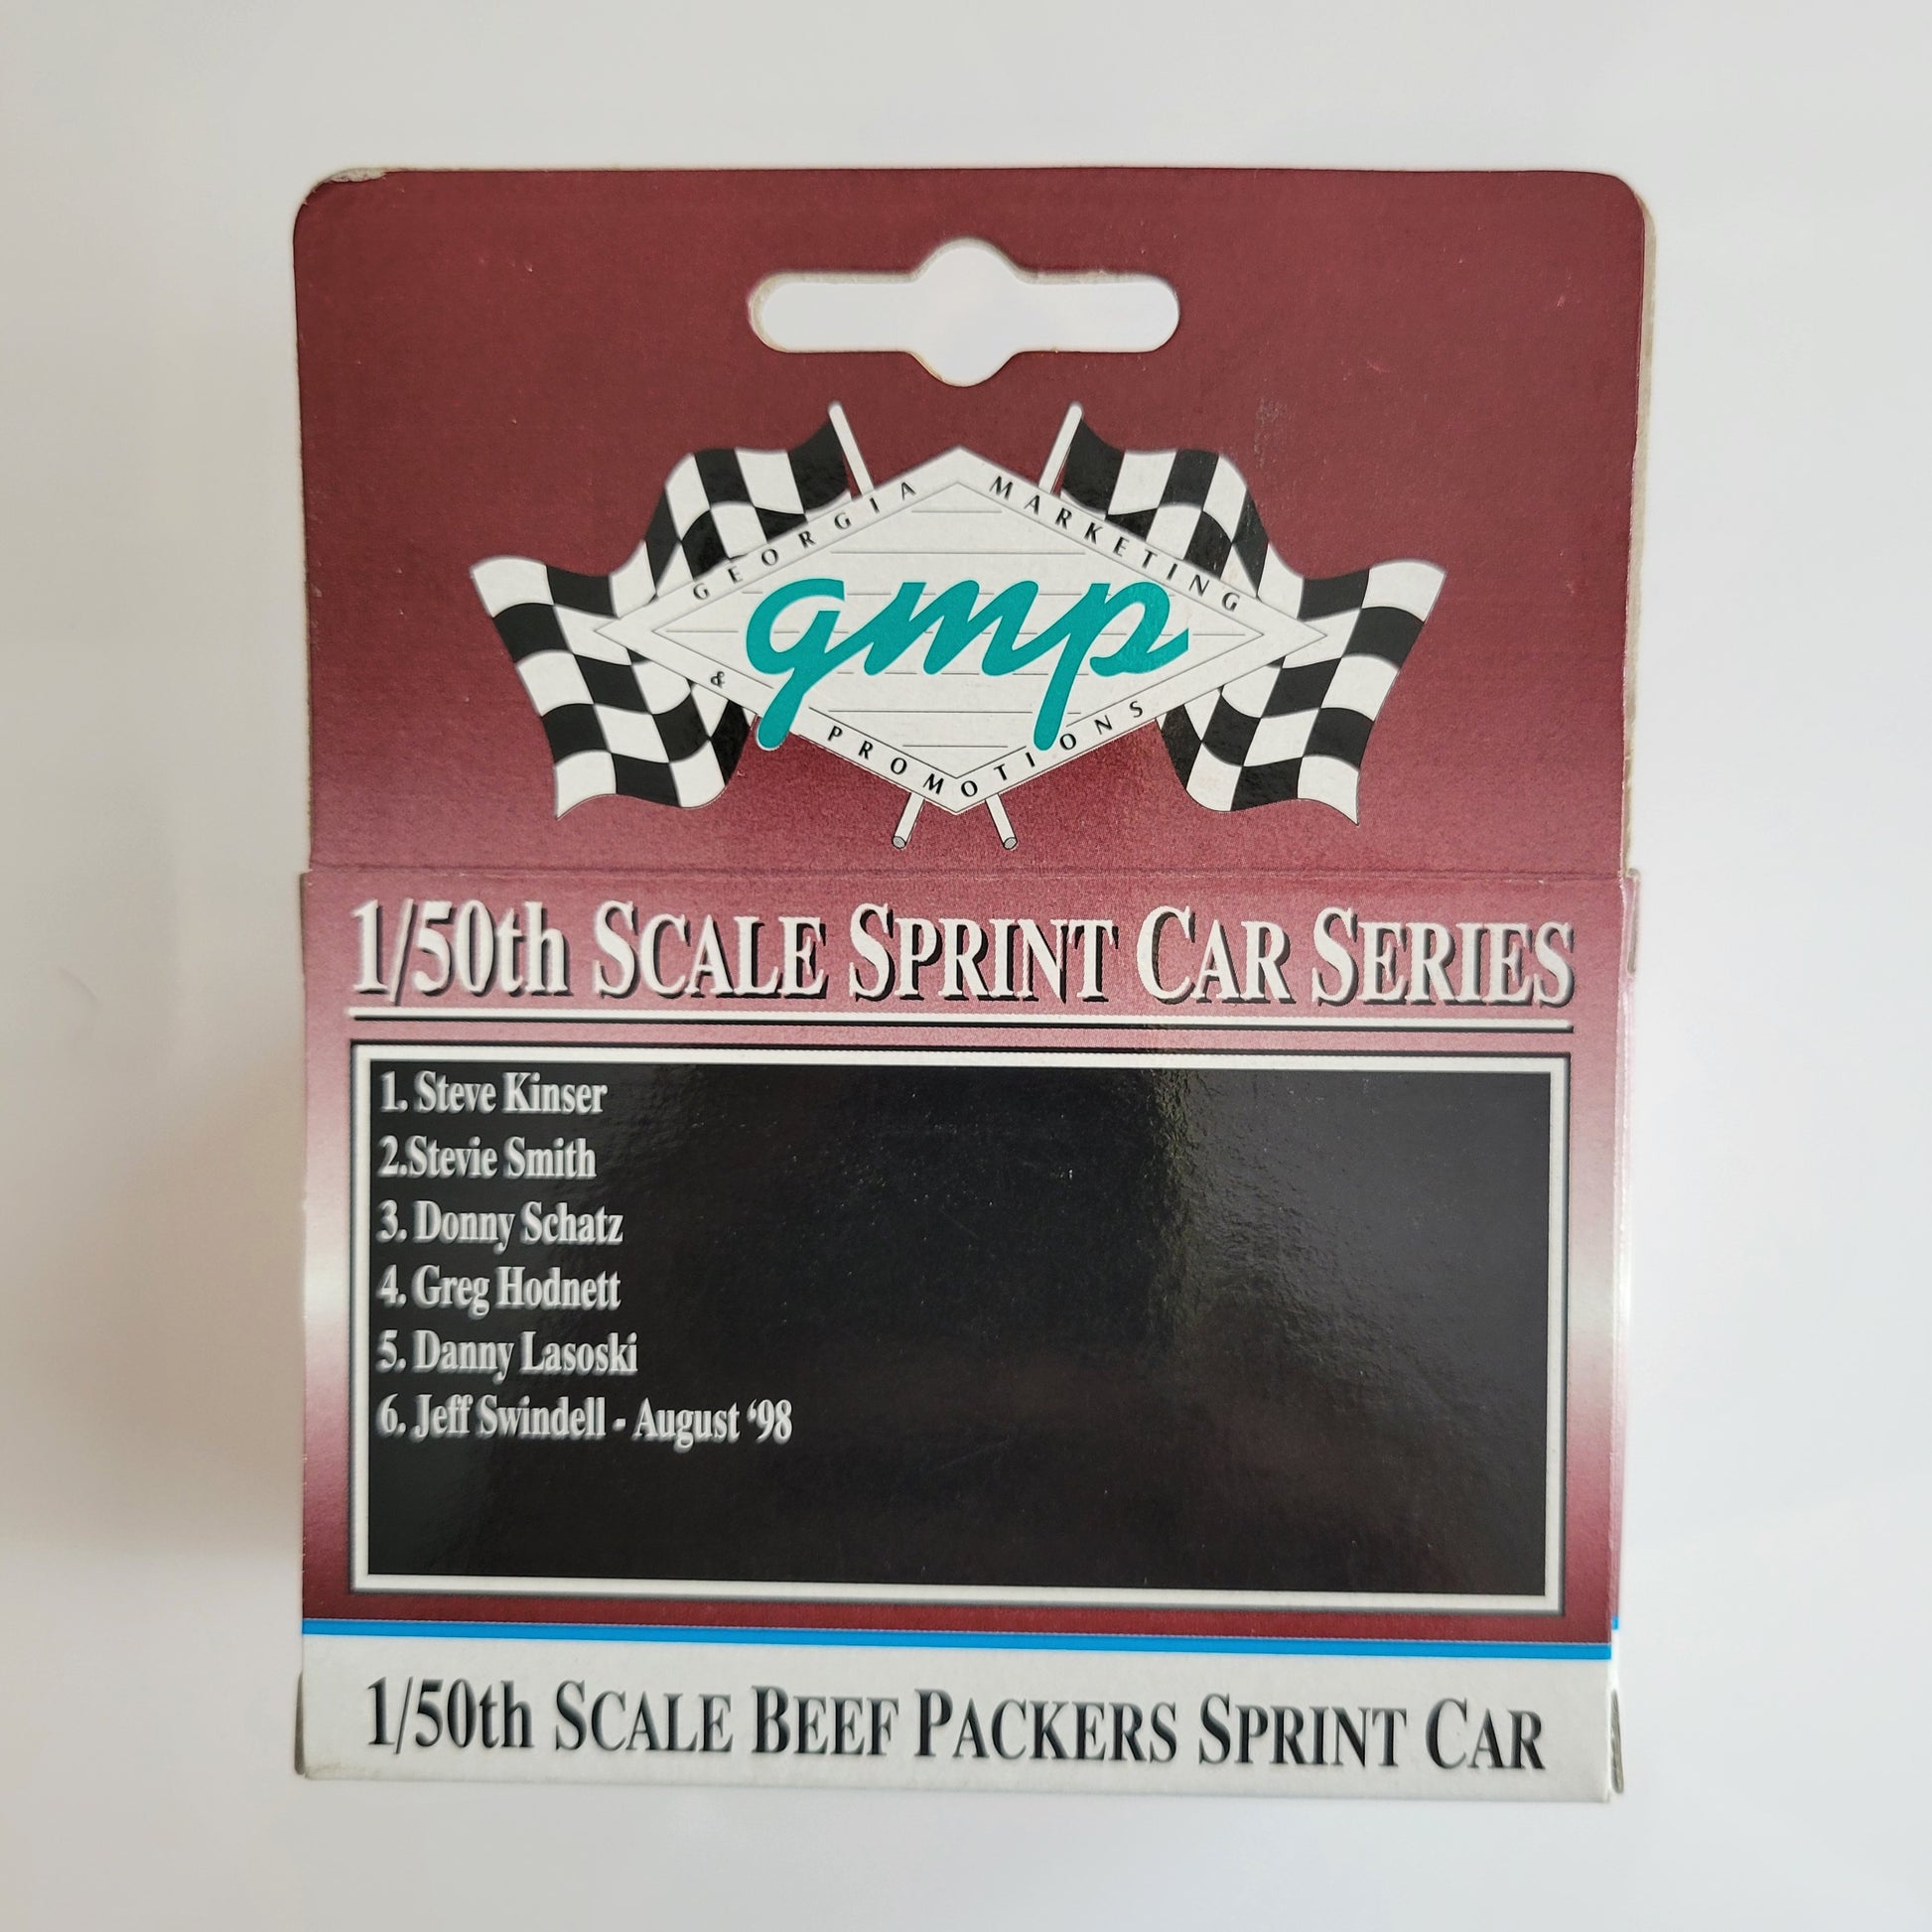 GEORGIA MARKETING
gmp
& PROMOTIONS
1/50th SCALE SPRINT CAR SERIES
1. Steve Kinser
2.Stevie Smith
3. Donny Schatz
4. Greg Hodnett
5. Danny Lasoski
6. Jeff Swindell - August ‘98
1/50th SCALE BEEF PACKERS SPRINT CAR